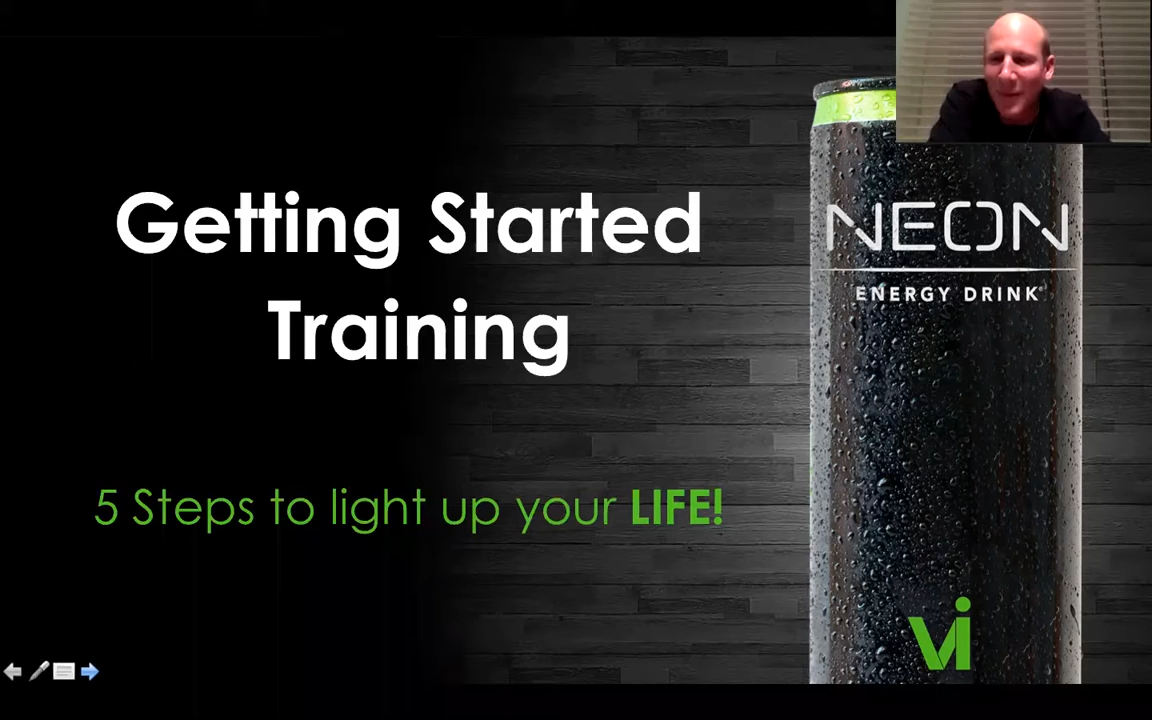 Getting Started
Training
5 Steps to light up your LIFE!
NEON
ENERGY DRINK
vi